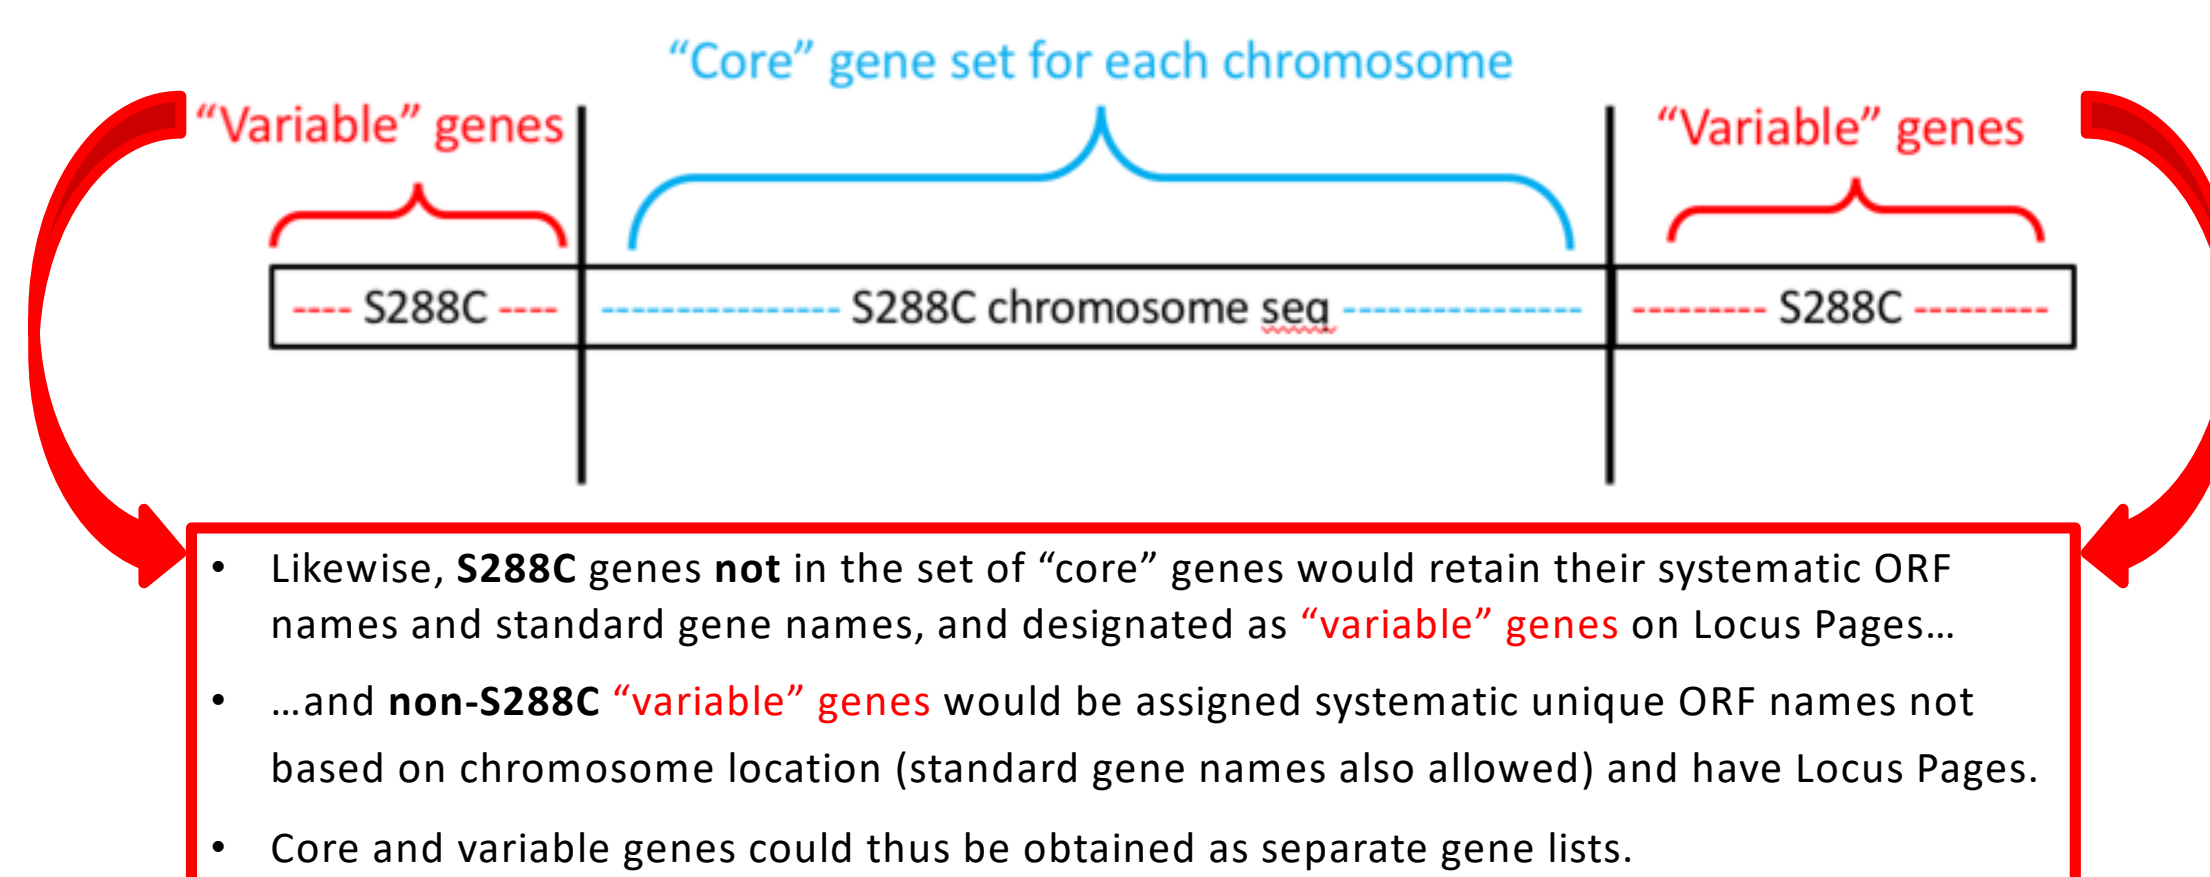 “Core” gene set for each chromosome
“Variable” genes
“Variable” genes
---- S288C ----
--------------- S288C chromosome seq ---------------
--------- S288C ---------
• Likewise, S288C genes not in the set of “core” genes would retain their systematic ORF
names and standard gene names, and designated as “variable” genes on Locus Pages…
• …and non-S288C “variable” genes would be assigned systematic unique ORF names not
based on chromosome location (standard gene names also allowed) and have Locus Pages.
• Core and variable genes could thus be obtained as separate gene lists.